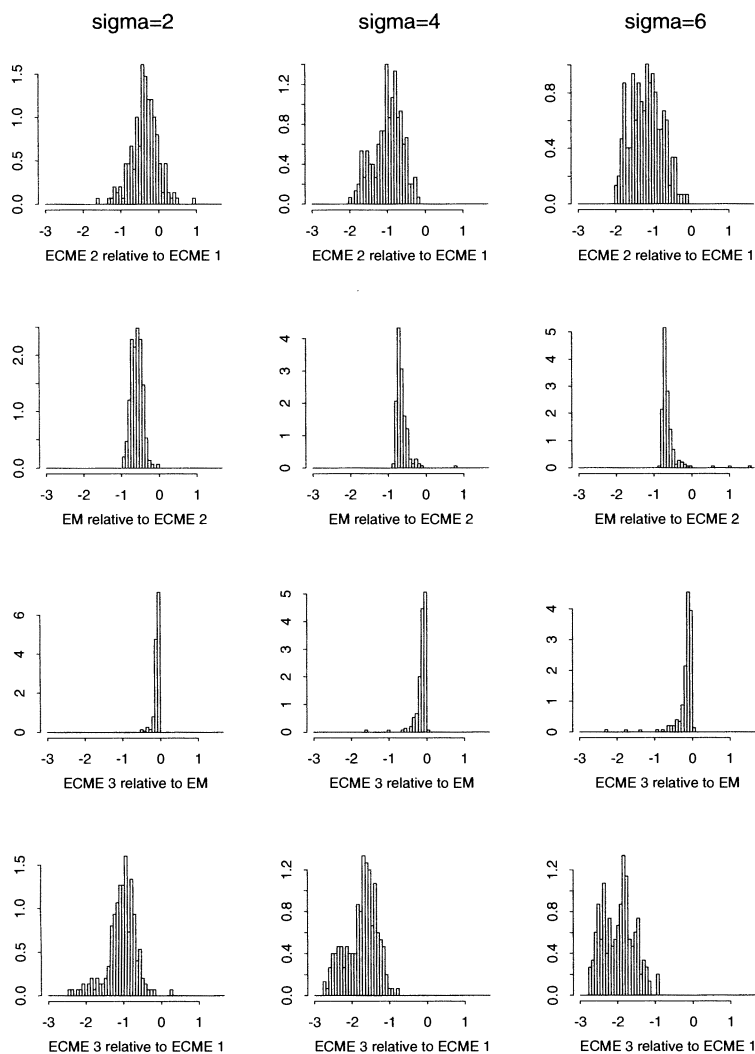 sigma=2 sigma=4 sigma=6
0.0 0.5 1.0 1.5
-3 -2 -1 0 1
ECME 2 relative to ECME 1
0.0 0.4 0.8 1.2
-3 -2 -1 0 1
ECME 2 relative to ECME 1
0.0 0.4 0.8
-3 -2 -1 0 1
ECME 2 relative to ECME 1
0.0 1.0 2.0
-3 -2 -1 0 1
EM relative to ECME 2
0 1 2 3 4
-3 -2 -1 0 1
EM relative to ECME 2
0 1 2 3 4 5
-3 -2 -1 0 1
EM relative to ECME 2
0 2 4 6
-3 -2 -1 0 1
ECME 3 relative to EM
0 1 2 3 4 5
-3 -2 -1 0 1
ECME 3 relative to EM
0 1 2 3 4
-3 -2 -1 0 1
ECME 3 relative to EM
0.0 0.5 1.0 1.5
-3 -2 -1 0 1
ECME 3 relative to ECME 1
0.0 0.4 0.8 1.2
-3 -2 -1 0 1
ECME 3 relative to ECME 1
0.0 0.4 0.8 1.2
-3 -2 -1 0 1
ECME 3 relative to ECME 1